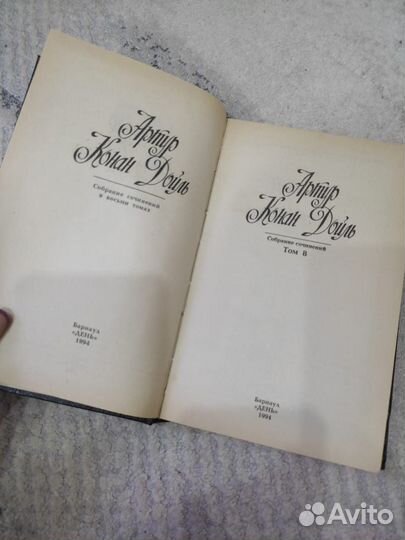 Артур
Конан Дойль
Собрание сочинений
в восьми томах
Барнаул
«ДЕНЬ»
1994
Артур
Конан Дойль
Собрание сочинений
Том 8
Барнаул
«ДЕНЬ»
1994
Avito